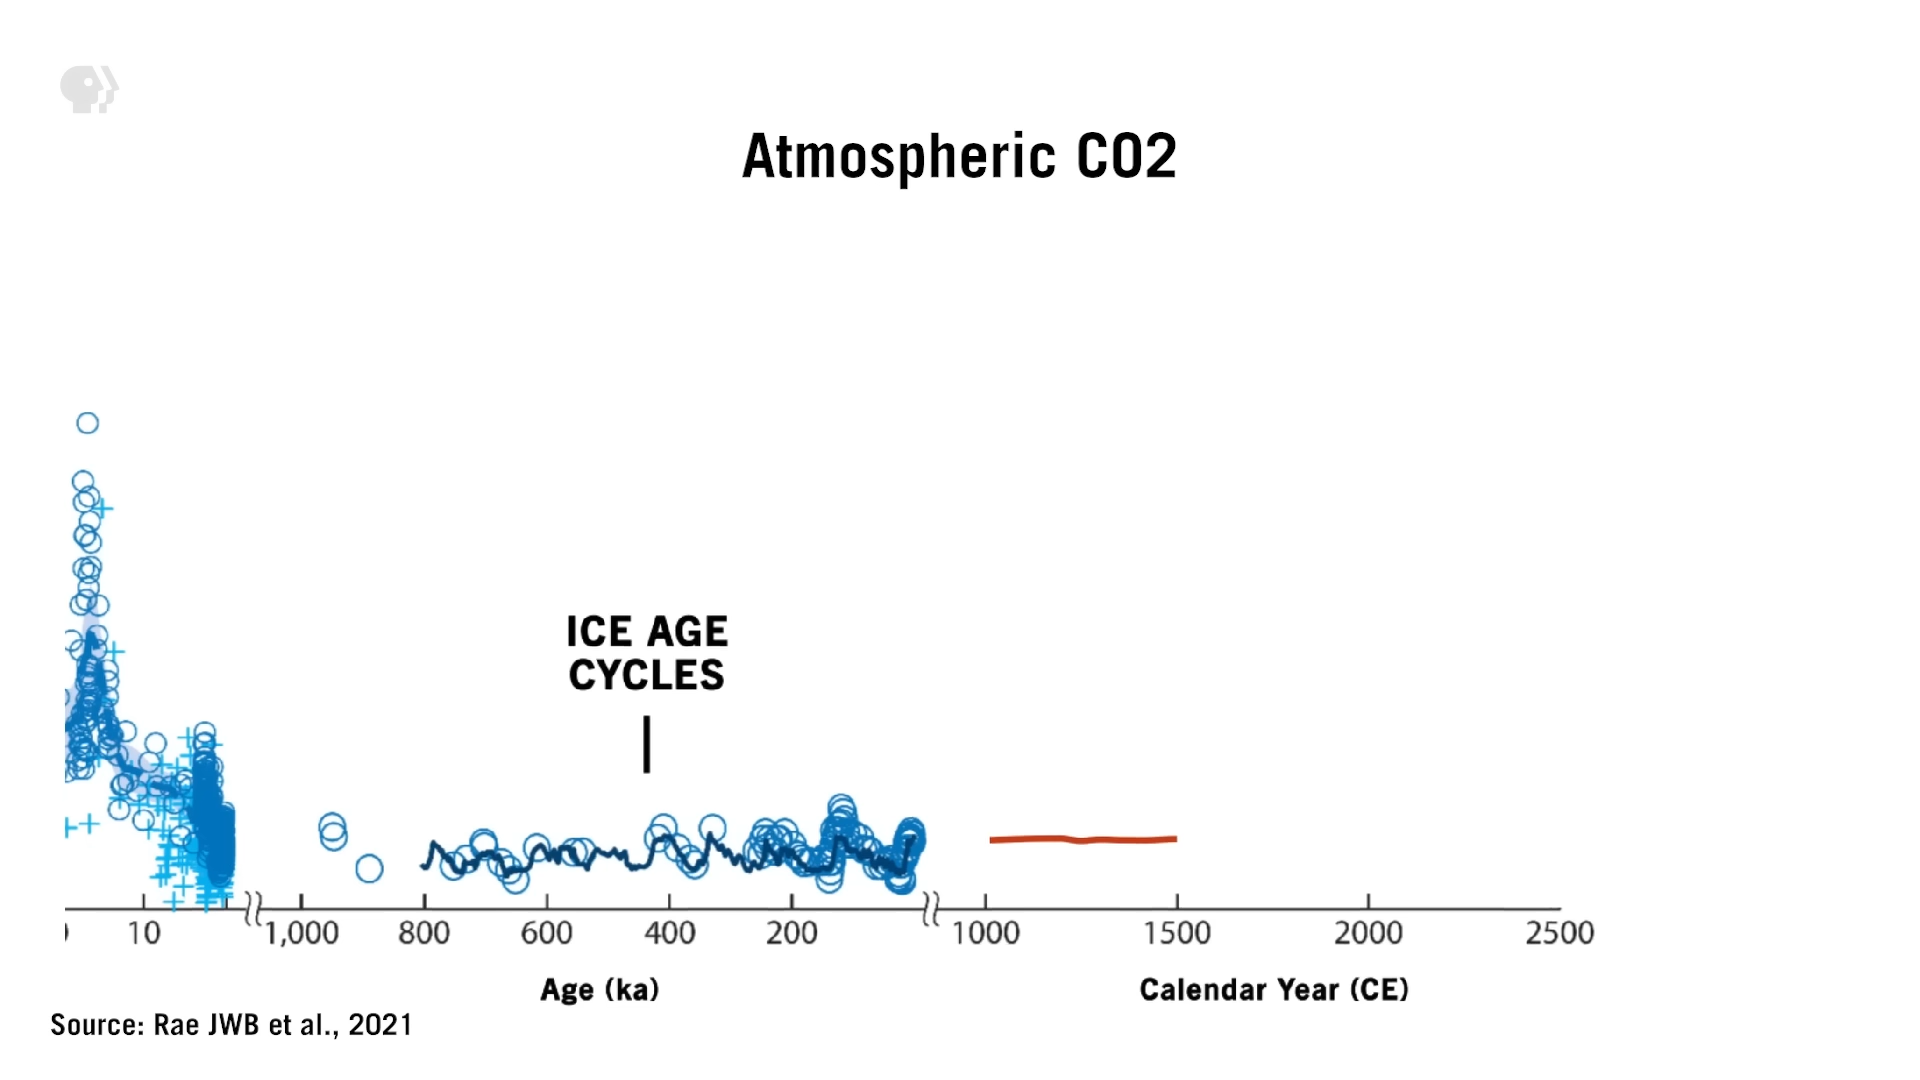 Atmospheric CO2
ICE AGE
CYCLES
10 1,000 800 600 400 200 1000 1500 2000 2500
Age (ka) Calendar Year (CE)
Source: Rae JWB et al., 2021